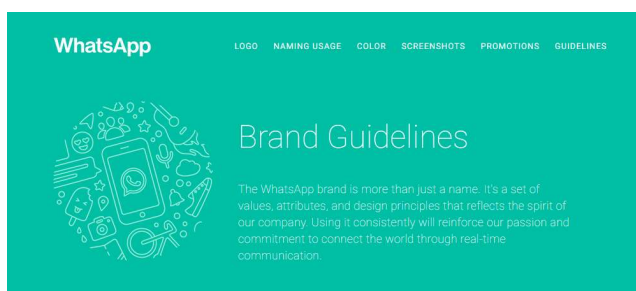 WhatsApp
LOGO NAMING USAGE COLOR SCREENSHOTS PROMOTIONS GUIDELINES
Brand Guidelines
The WhatsApp brand is more than just a name. It's a set of
values, attributes, and design principles that reflects the spirit of
our company. Using it consistently will reinforce our passion and
commitment to connect the world through real-time
communication.